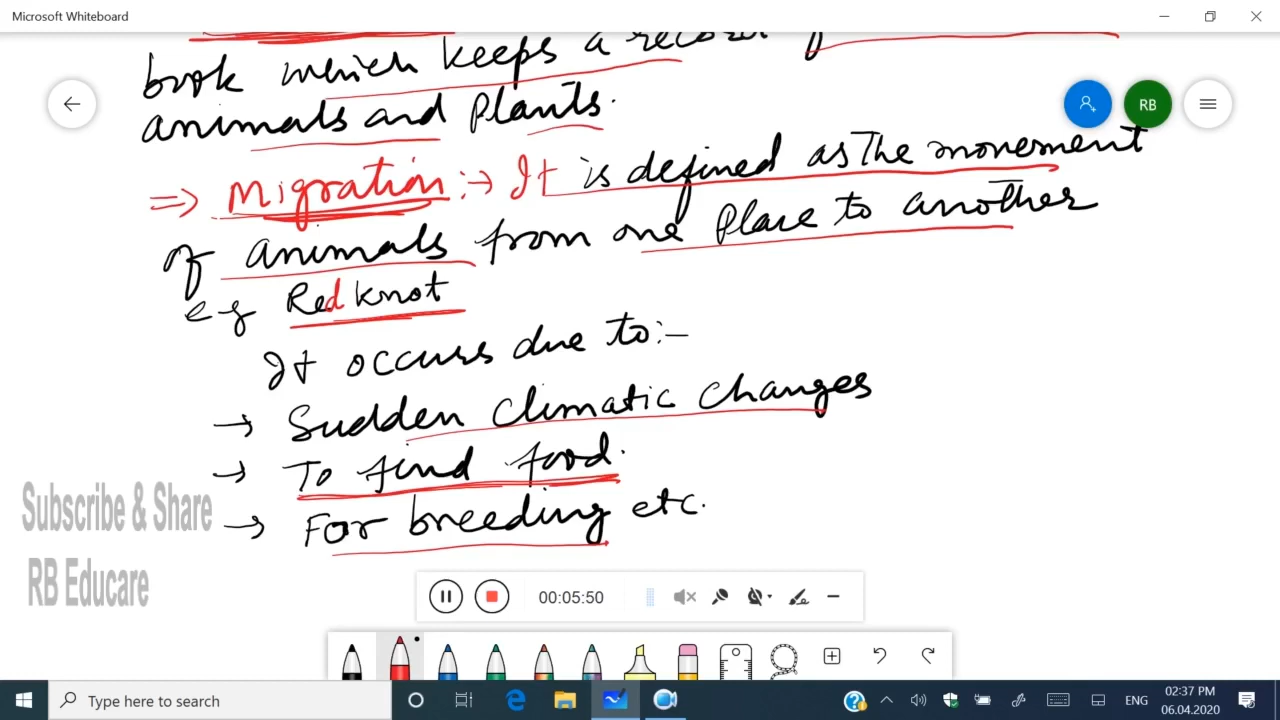 Microsoft Whiteboard
book which keeps a record of
animals and plants.
RB
=> Migration :→ It is defined as The movement
of animals from one Place to another
e.g Red knot
It occurs due to:-
→ Sudden climatic changes
→ To find food.
→ For breeding etc.
Subscribe & Share
RB Educare
00:05:50
Type here to search
ENG
02:37 PM
06.04.2020